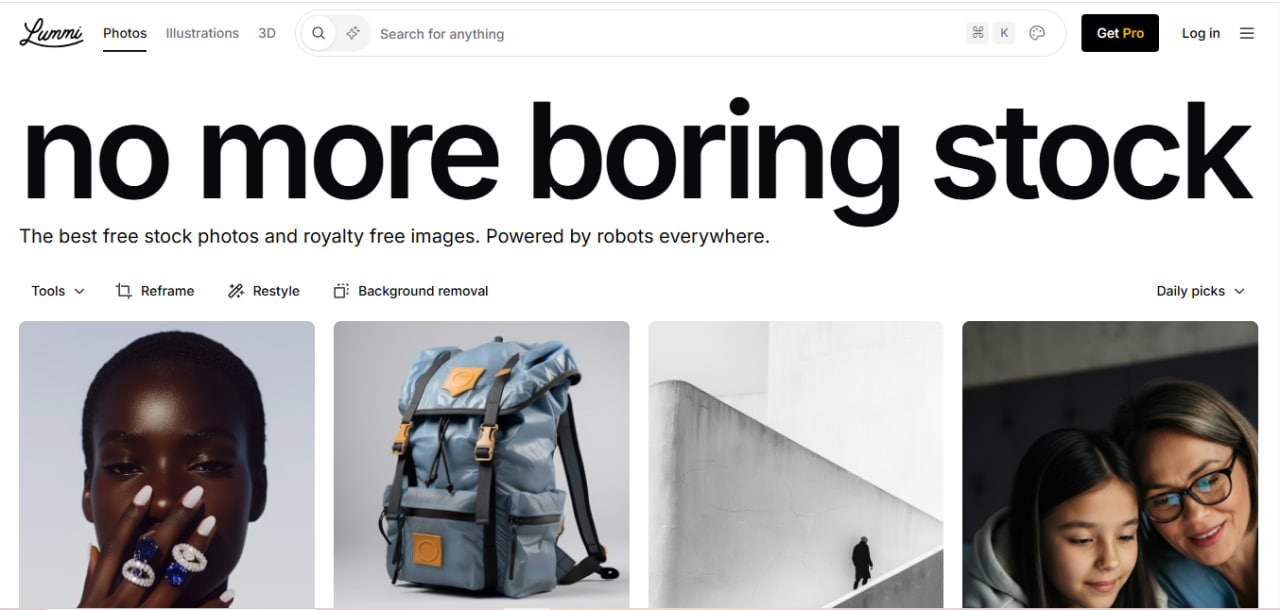 Lummi Photos Illustrations 3D Search for anything ⌘ K Get Pro Log in
no more boring stock
The best free stock photos and royalty free images. Powered by robots everywhere.
Tools Reframe Restyle Background removal Daily picks